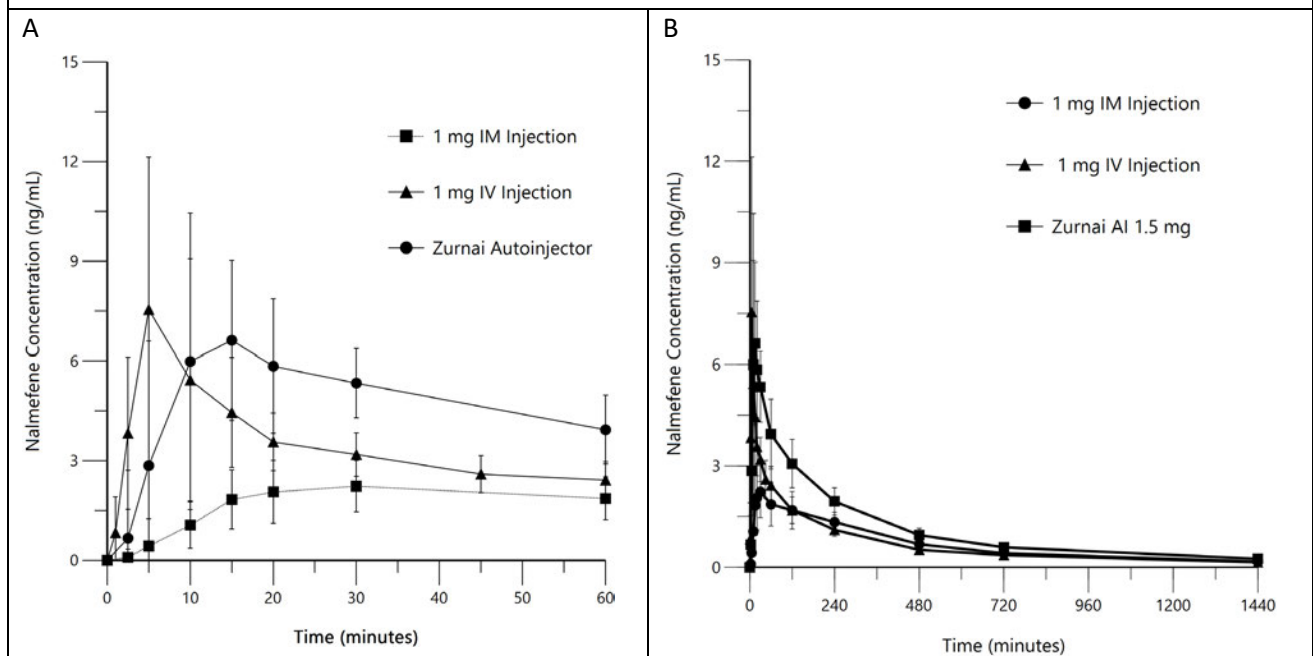 A
Nalmefene Concentration (ng/mL)
15
12
9
6
3
0
1 mg IM Injection
1 mg IV Injection
Zurnai Autoinjector
0 10 20 30 40 50 60
Time (minutes)
B
Nalmefene Concentration (ng/mL)
15
12
9
6
3
0
1 mg IM Injection
1 mg IV Injection
Zurnai AI 1.5 mg
0 240 480 720 960 1200 1440
Time (minutes)